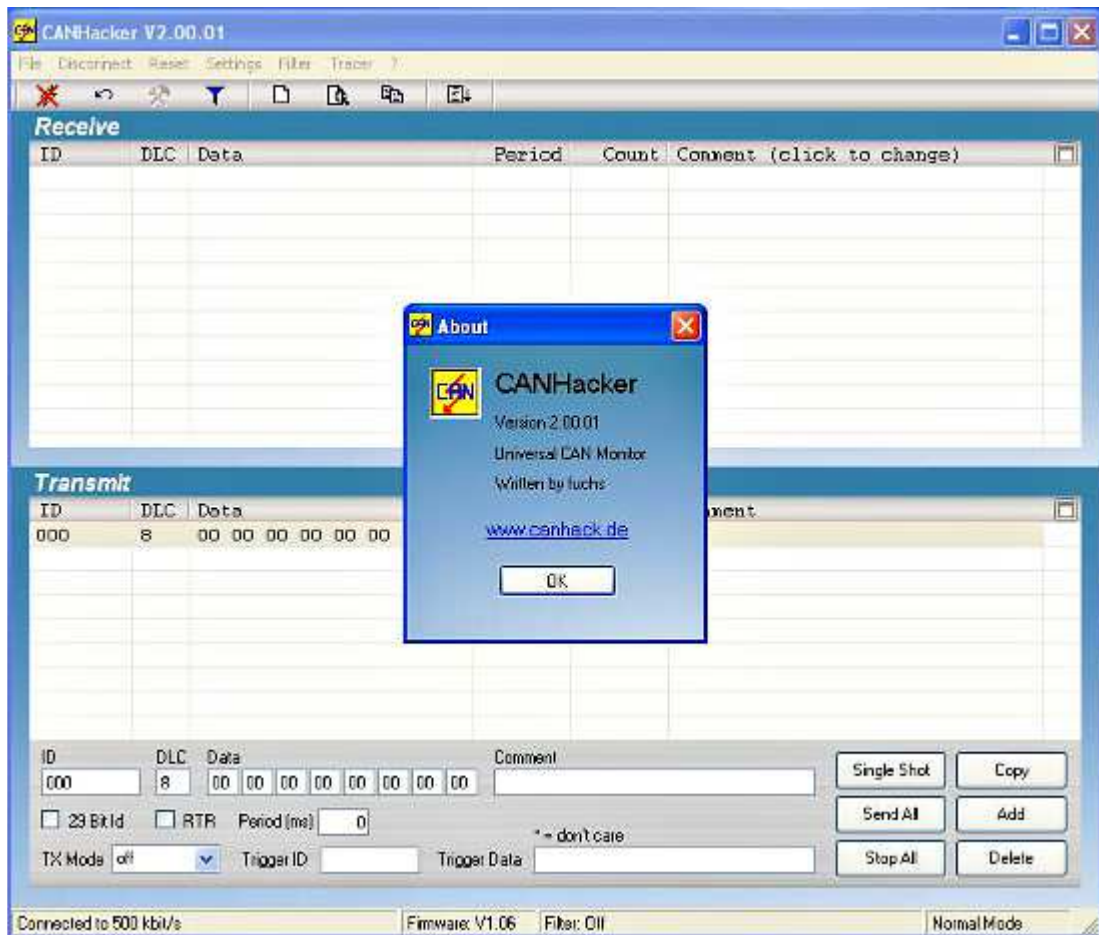 CANHacker V2.00.01
File Disconnect Reset Settings Filter Tracer ?
Receive
ID DLC Data Period Count Comment (click to change)
About
CAN
CANHacker
Version 2.00.01
Universal CAN Monitor
Written by fuchs
www.canhack.de
OK
Transmit
ID DLC Data
000 8 00 00 00 00 00 00
ID DLC Data Comment
000 8 00 00 00 00 00 00 00 00
Single Shot Copy
29 Bit Id RTR Period (ms) 0
* = don't care
Send All Add
TX Mode off Trigger ID Trigger Data
Stop All Delete
Connected to 500 kbit/s Firmware: V1.06 Filter: Off Normal Mode